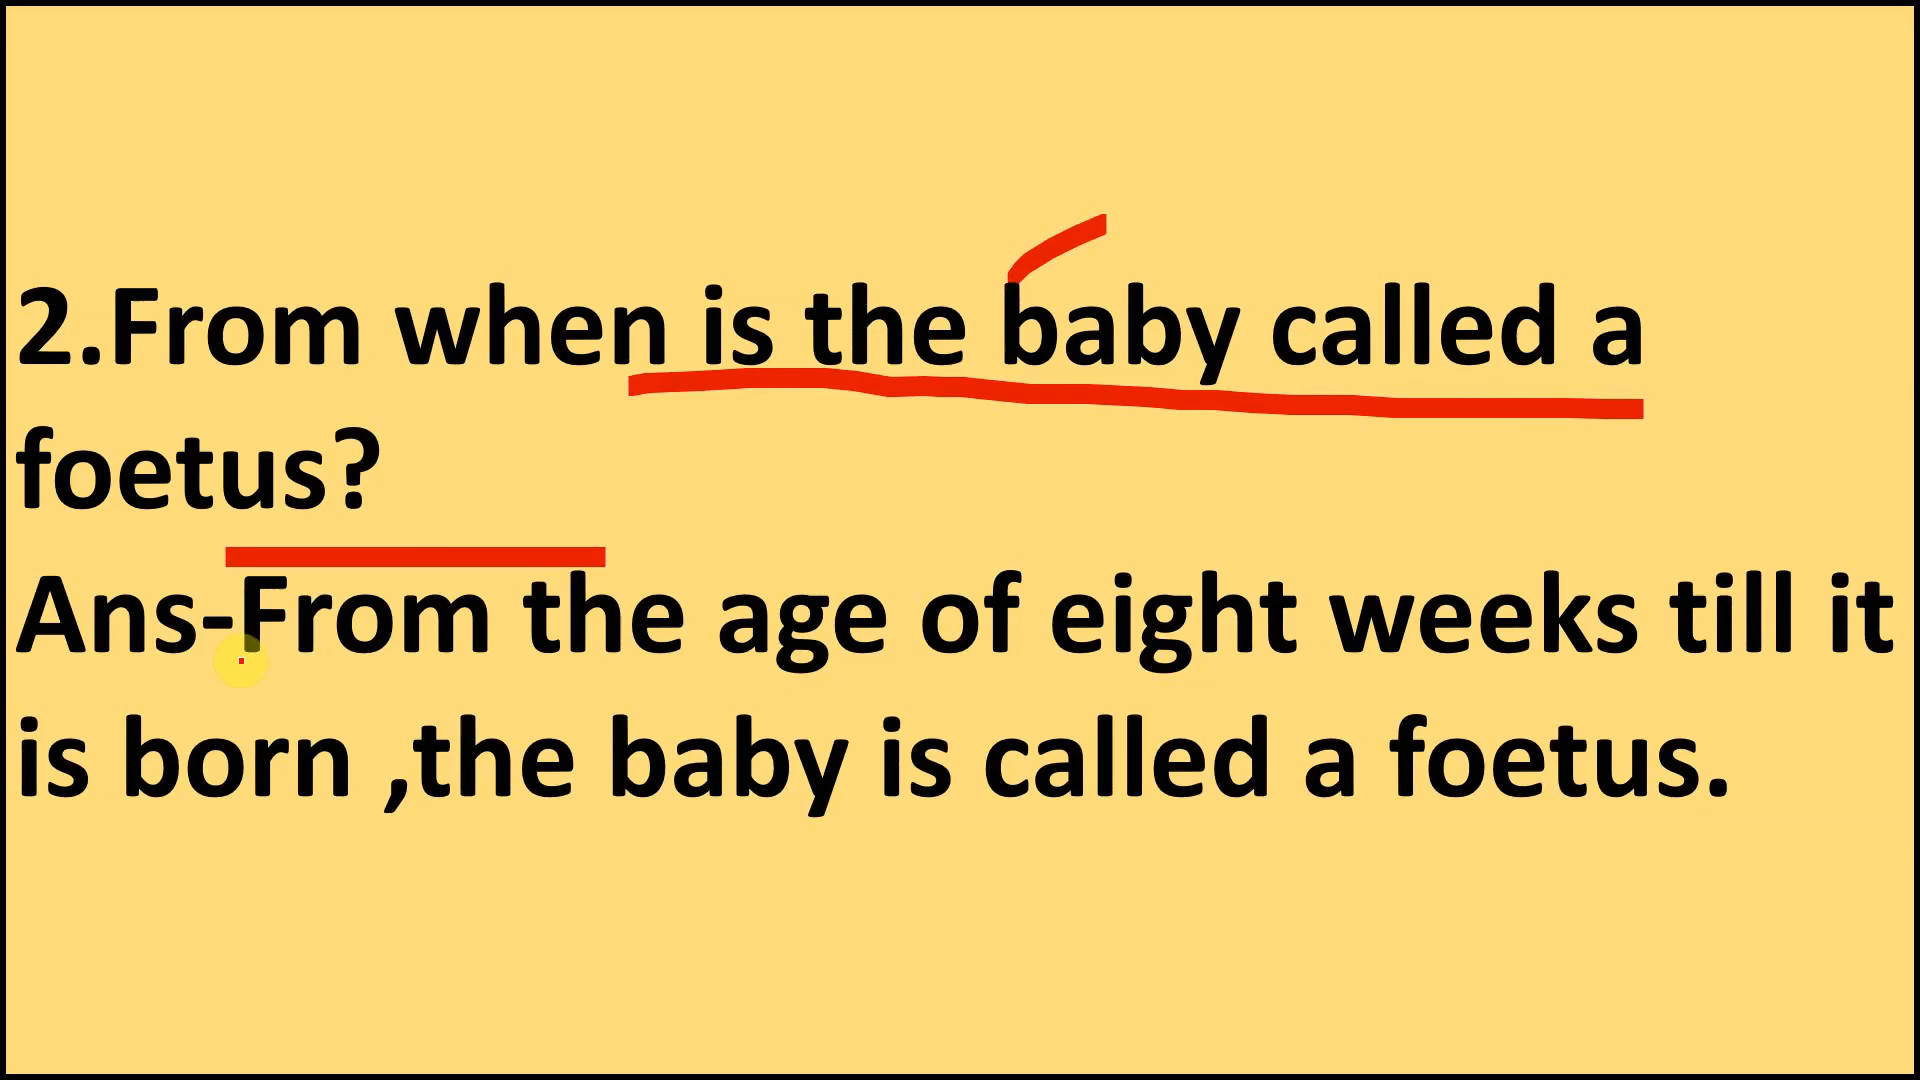 2.From when is the baby called a
foetus?
Ans-From the age of eight weeks till it
is born ,the baby is called a foetus.